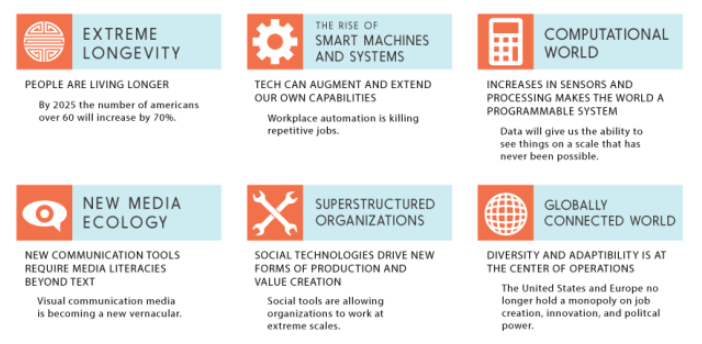 EXTREME
LONGEVITY
PEOPLE ARE LIVING LONGER
By 2025 the number of americans
over 60 will increase by 70%.
THE RISE OF
SMART MACHINES
AND SYSTEMS
TECH CAN AUGMENT AND EXTEND
OUR OWN CAPABILITIES
Workplace automation is killing
repetitive jobs.
COMPUTATIONAL
WORLD
INCREASES IN SENSORS AND
PROCESSING MAKES THE WORLD A
PROGRAMMABLE SYSTEM
Data will give us the ability to
see things on a scale that has
never been possible.
NEW MEDIA
ECOLOGY
NEW COMMUNICATION TOOLS
REQUIRE MEDIA LITERACIES
BEYOND TEXT
Visual communication media
is becoming a new vernacular.
SUPERSTRUCTURED
ORGANIZATIONS
SOCIAL TECHNOLOGIES DRIVE NEW
FORMS OF PRODUCTION AND
VALUE CREATION
Social tools are allowing
organizations to work at
extreme scales.
GLOBALLY
CONNECTED WORLD
DIVERSITY AND ADAPTIBILITY IS AT
THE CENTER OF OPERATIONS
The United States and Europe no
longer hold a monopoly on job
creation, innovation, and politcal
power.